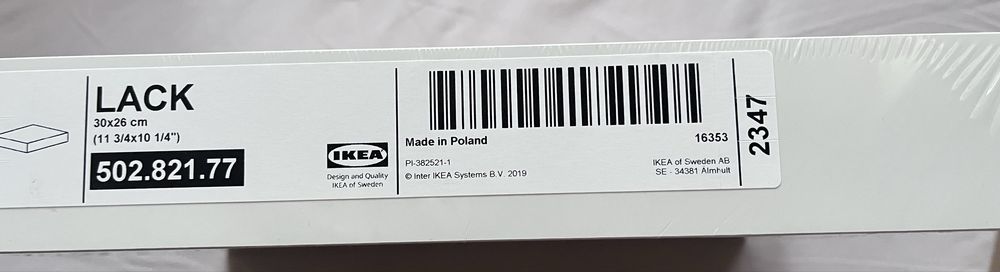 LACK
30x26 cm
(11 3/4x10 1/4")
502.821.77
IKEA
Design and Quality
IKEA of Sweden
Made in Poland
16353
PI-382521-1
© Inter IKEA Systems B.V. 2019
IKEA of Sweden AB
SE - 34381 Älmhult
2347